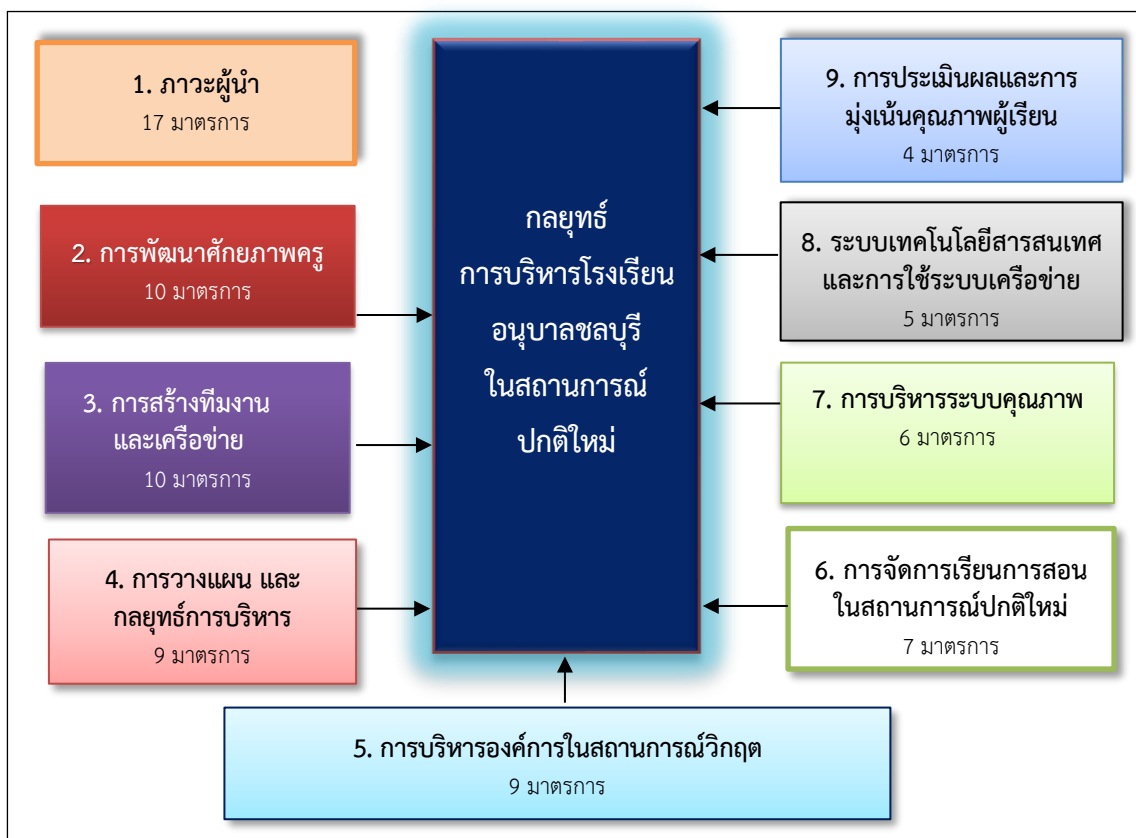 1. ภาวะผู้นำ
17 มาตรการ
2. การพัฒนาศักยภาพครู
10 มาตรการ
3. การสร้างทีมงาน
และเครือข่าย
10 มาตรการ
4. การวางแผน และ
กลยุทธ์การบริหาร
9 มาตรการ
กลยุทธ์
การบริหารโรงเรียน
อนุบาลชลบุรี
ในสถานการณ์
ปกติใหม่
5. การบริหารองค์การในสถานการณ์วิกฤต
9 มาตรการ
9. การประเมินผลและการ
มุ่งเน้นคุณภาพผู้เรียน
4 มาตรการ
8. ระบบเทคโนโลยีสารสนเทศ
และการใช้ระบบเครือข่าย
5 มาตรการ
7. การบริหารระบบคุณภาพ
6 มาตรการ
6. การจัดการเรียนการสอน
ในสถานการณ์ปกติใหม่
7 มาตรการ